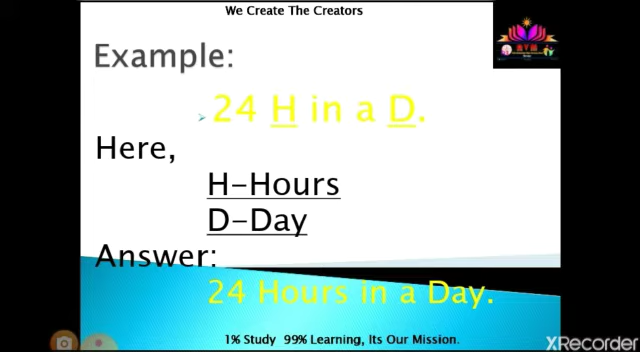 We Create The Creators
Example:
24 H in a D.
Here,
H-Hours
D-Day
Answer:
24 Hours in a Day.
1% Study 99% Learning, Its Our Mission.
XRecorder